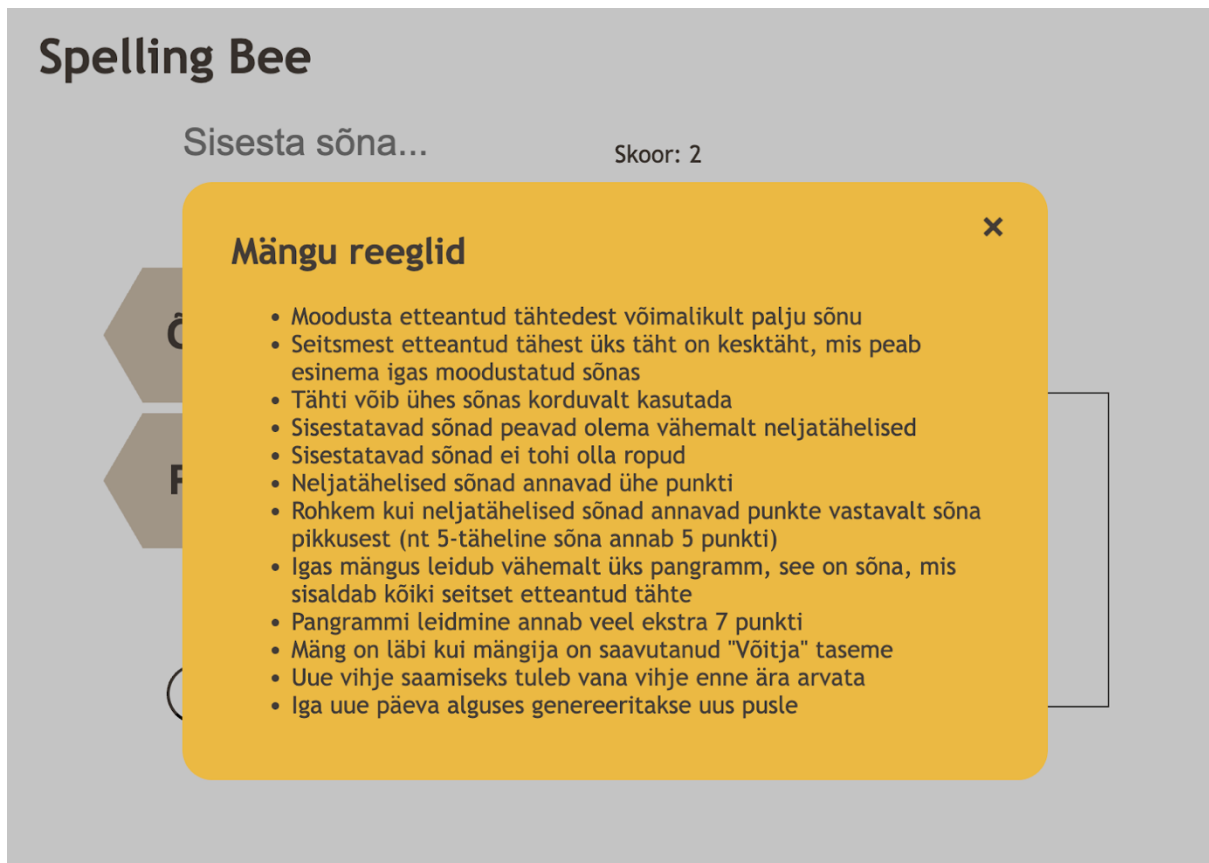 Spelling Bee
Sisesta sõna...
Skoor: 2
×
Mängu reeglid
• Moodusta etteantud tähtedest võimalikult palju sõnu
• Seitsmest etteantud tähest üks täht on kesktäht, mis peab
esinema igas moodustatud sõnas
• Tähti võib ühes sõnas korduvalt kasutada
• Sisestatavad sõnad peavad olema vähemalt neljatähelised
• Sisestatavad sõnad ei tohi olla ropud
• Neljatähelised sõnad annavad ühe punkti
• Rohkem kui neljatähelised sõnad annavad punkte vastavalt sõna
pikkusest (nt 5-täheline sõna annab 5 punkti)
• Igas mängus leidub vähemalt üks pangramm, see on sõna, mis
sisaldab kõiki seitset etteantud tähte
• Pangrammi leidmine annab veel ekstra 7 punkti
• Mäng on läbi kui mängija on saavutanud "Võitja" taseme
• Uue vihje saamiseks tuleb vana vihje enne ära arvata
• Iga uue päeva alguses genereeritakse uus pusle